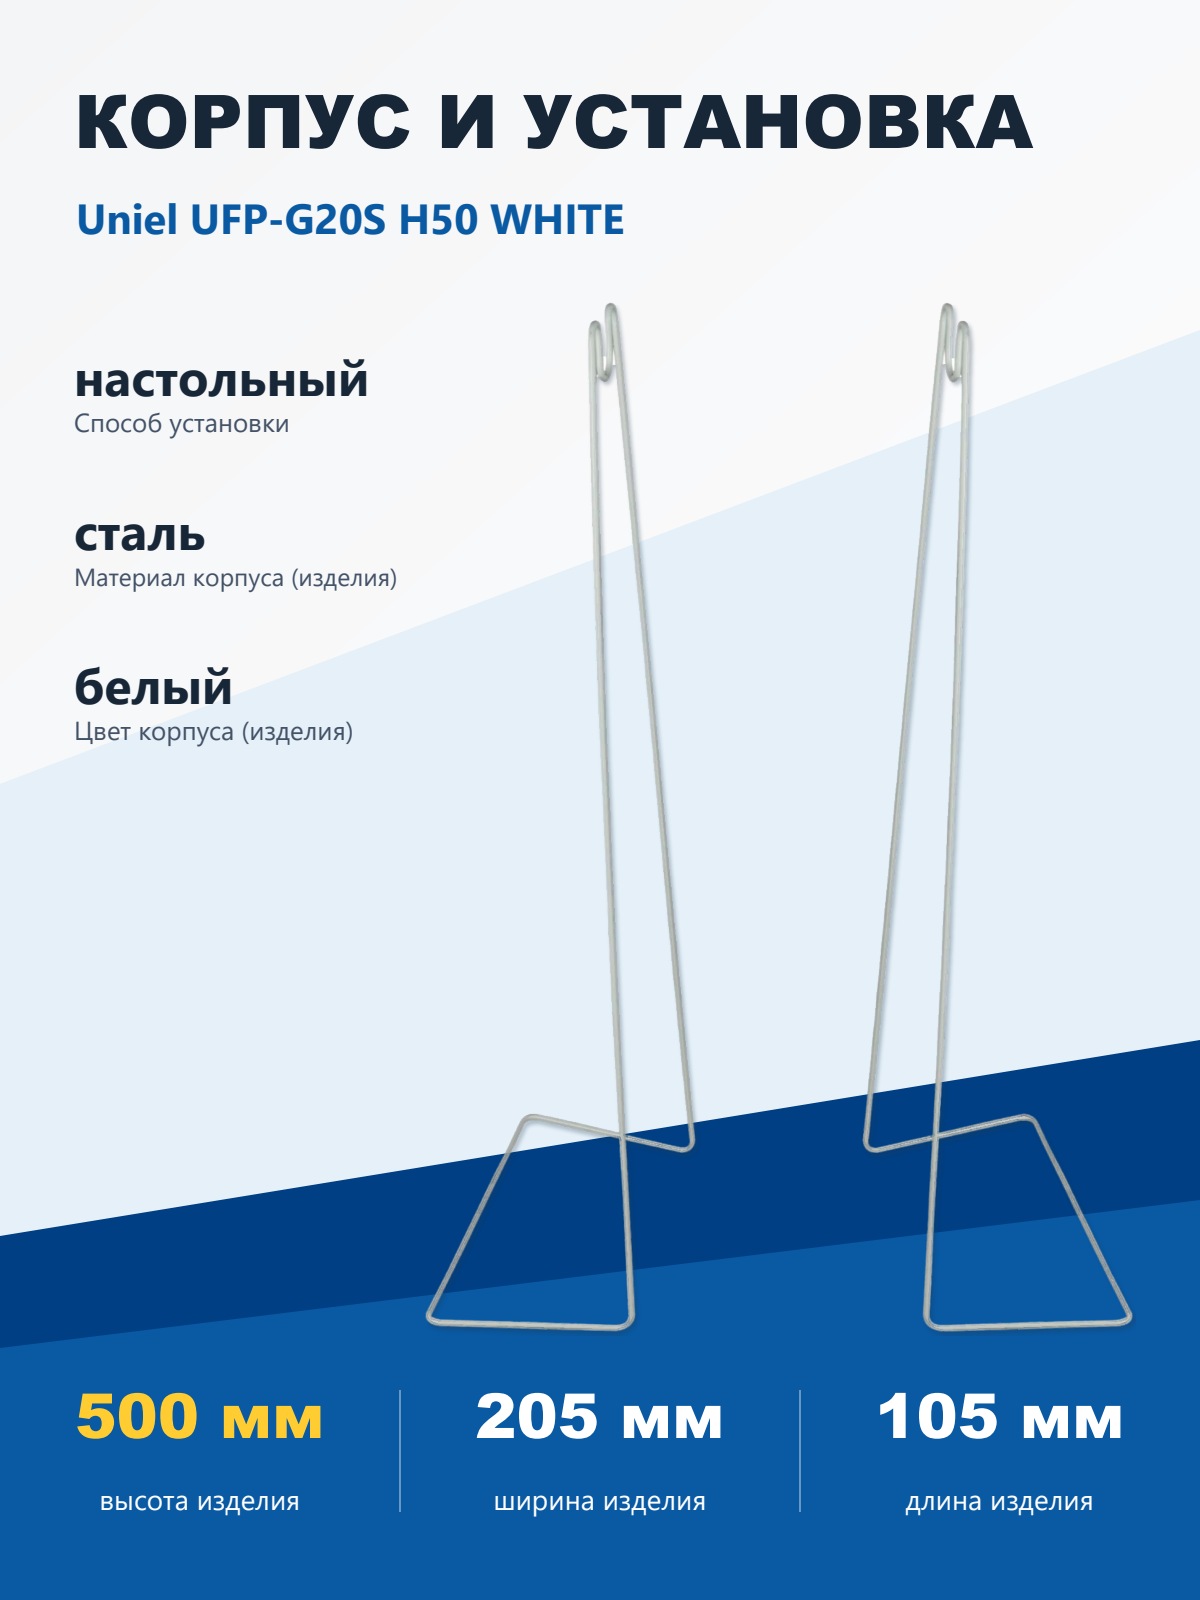 КОРПУС И УСТАНОВКА
Uniel UFP-G20S H50 WHITE
настольный
Способ установки
сталь
Материал корпуса (изделия)
белый
Цвет корпуса (изделия)
500 мм
высота изделия
205 мм
ширина изделия
105 мм
длина изделия